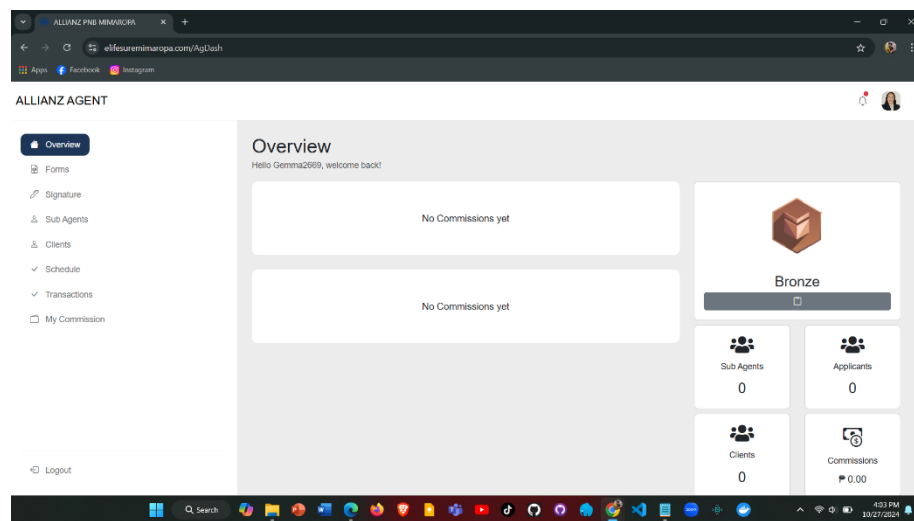 ALLIANZ PNB MIMAROPA
elifesuremimaropa.com/AgDash
Apps
Facebook
Instagram
ALLIANZ AGENT
Overview
Forms
Signature
Sub Agents
Clients
Schedule
Transactions
My Commission
Logout
Overview
Hello Gemma2669, welcome back!
No Commissions yet
No Commissions yet
Bronze
Sub Agents
0
Applicants
0
Clients
0
Commissions
₱ 0.00
Search
4:03 PM
10/27/2024